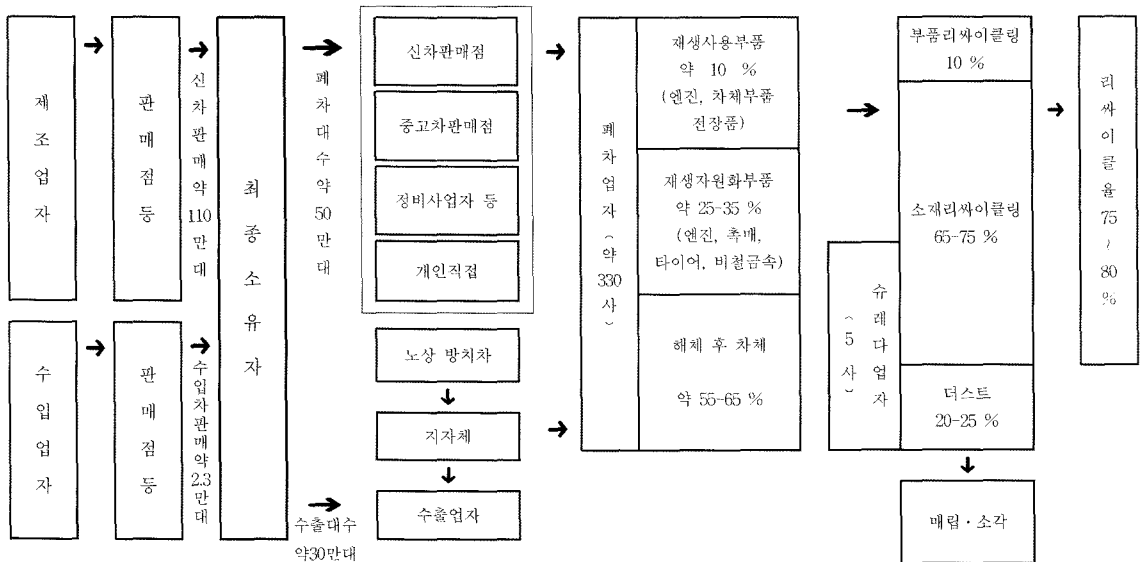 제조업자
판매점등
신차판매약110만대
최종소유자
폐차대수약50만대
신차판매점
중고차판매점
정비사업자 등
개인직접
폐차업자(약330사)
재생사용부품
약 10 %
(엔진, 차체부품
전장품)
재생자원화부품
약 25-35 %
(엔진, 촉매,
타이어, 비철금속)
해체 후 차체
약 55-65 %
부품리싸이클링
10 %
소재리싸이클링
65-75 %
슈레다업자
(5사)
더스트
20-25 %
매립·소각
리싸이클율75~80%
수입업자
판매점등
수입차판매약2.3만대
노상 방치차
지자체
수출업자
수출대수
약30만대